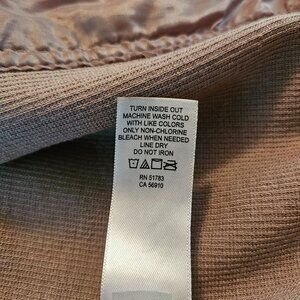 TURN INSIDE OUT
MACHINE WASH COLD
WITH LIKE COLORS
ONLY NON-CHLORINE
BLEACH WHEN NEEDED
LINE DRY
DO NOT IRON
RN 51783
CA 56910